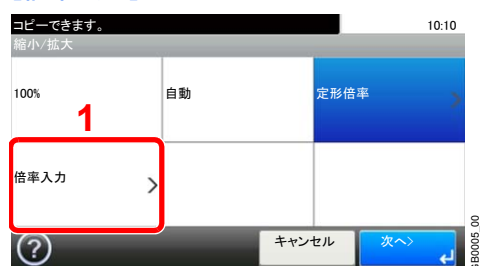 コピーできます。 10:10
縮小/拡大
100% 自動 定形倍率
1
倍率入力
キャンセル 次へ>